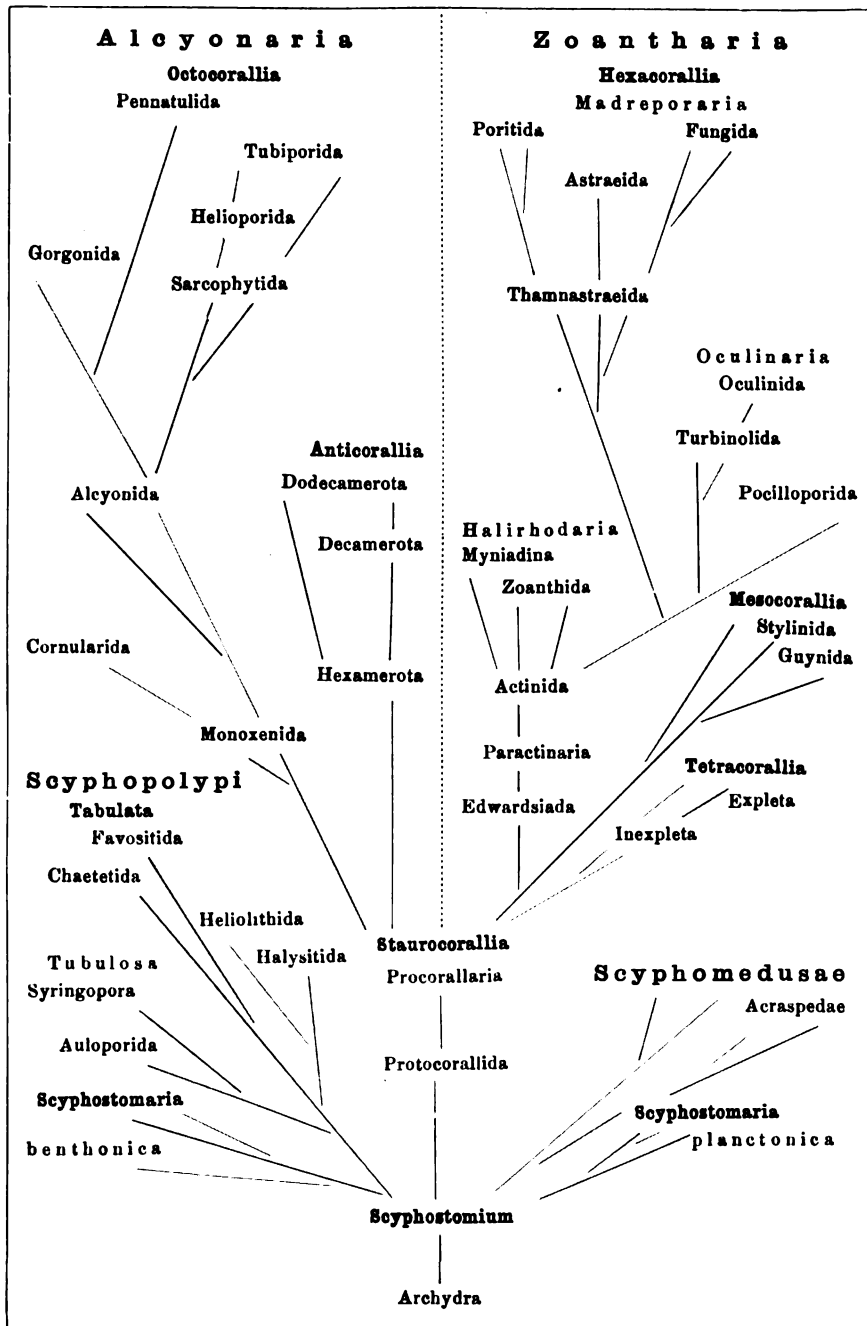 Alcyonaria
Octocorallia
Pennatulida
Tubiporida
Helioporida
Gorgonida
Sarcophytida
Anticorallia
Dodecamerota
Alcyonida
Decamerota
Cornularida
Hexamerota
Monoxenida
Zoantharia
Hexacorallia
Madreporaria
Poritida
Fungida
Astraeida
Thamnastraeida
Oculinaria
Oculinida
Turbinolida
Pocilloporida
Halirhodaria
Myniadina
Zoanthida
Mesocorallia
Stylinida
Guynida
Actinida
Paractinaria
Tetracorallia
Edwardsiada
Expleta
Inexpleta
Scyphopolypi
Tabulata
Favositida
Chaetetida
Heliolithida
Halysitida
Tubulosa
Syringopora
Auloporida
Scyphostomaria
benthonica
Staurocorallia
Procorallaria
Protocorallida
Scyphomedusae
Acraspedae
Scyphostomaria
planctonica
Scyphostomium
Archydra